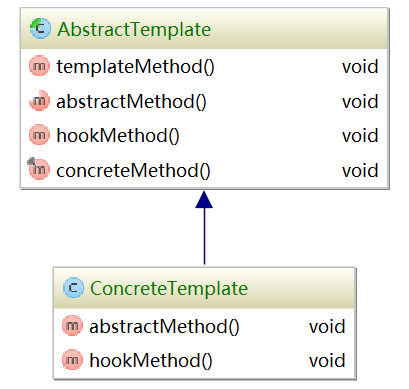 AbstractTemplate
templateMethod() void
abstractMethod() void
hookMethod() void
concreteMethod() void
ConcreteTemplate
abstractMethod() void
hookMethod() void